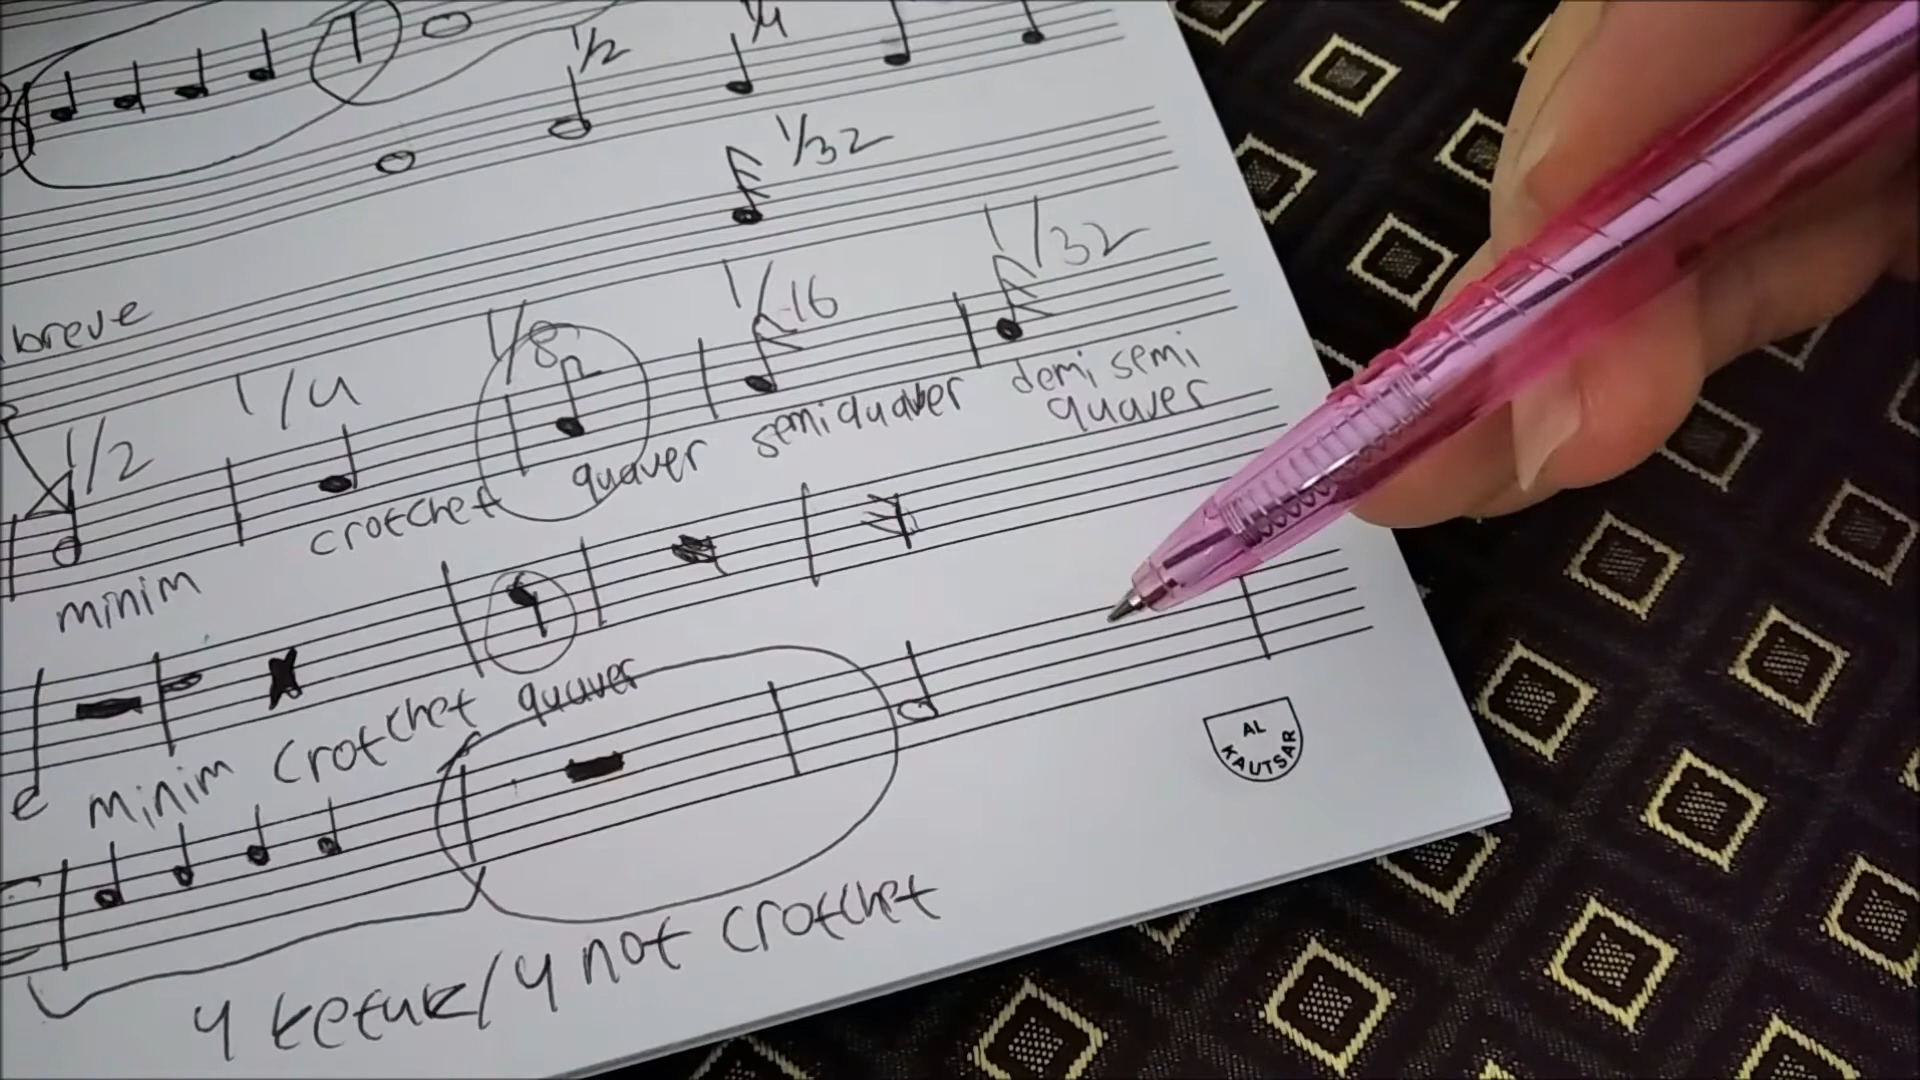 1/2 1/4
1/32
breve
1/2 1/4 1/8 1/16 1/32
minim crotchet quaver semiquaver demi semi
quaver
e minim crotchet quaver
4 ketuk/4 not crotchet
AL
KAUTSAR